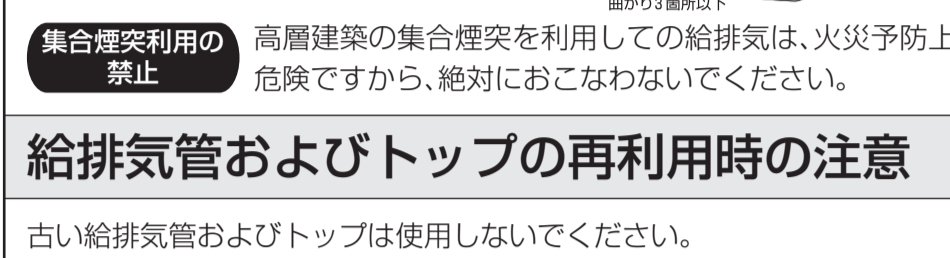 曲がり3箇所以下
集合煙突利用の
禁止
高層建築の集合煙突を利用しての給排気は、火災予防上
危険ですから、絶対におこなわないでください。
給排気管およびトップの再利用時の注意
古い給排気管およびトップは使用しないでください。